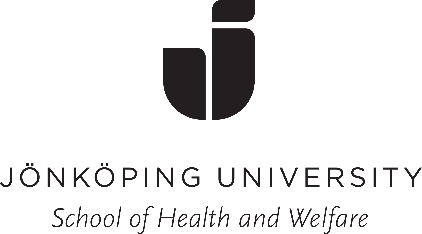 JÖNKÖPING UNIVERSITY
School of Health and Welfare